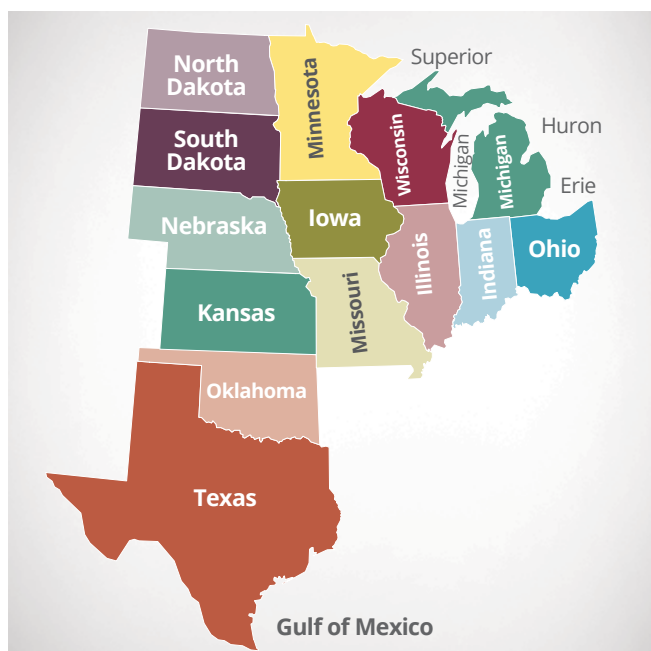 North
Dakota
Minnesota
Superior
South
Dakota
Wisconsin
Michigan
Michigan
Huron
Erie
Nebraska
Iowa
Illinois
Indiana
Ohio
Kansas
Missouri
Oklahoma
Texas
Gulf of Mexico